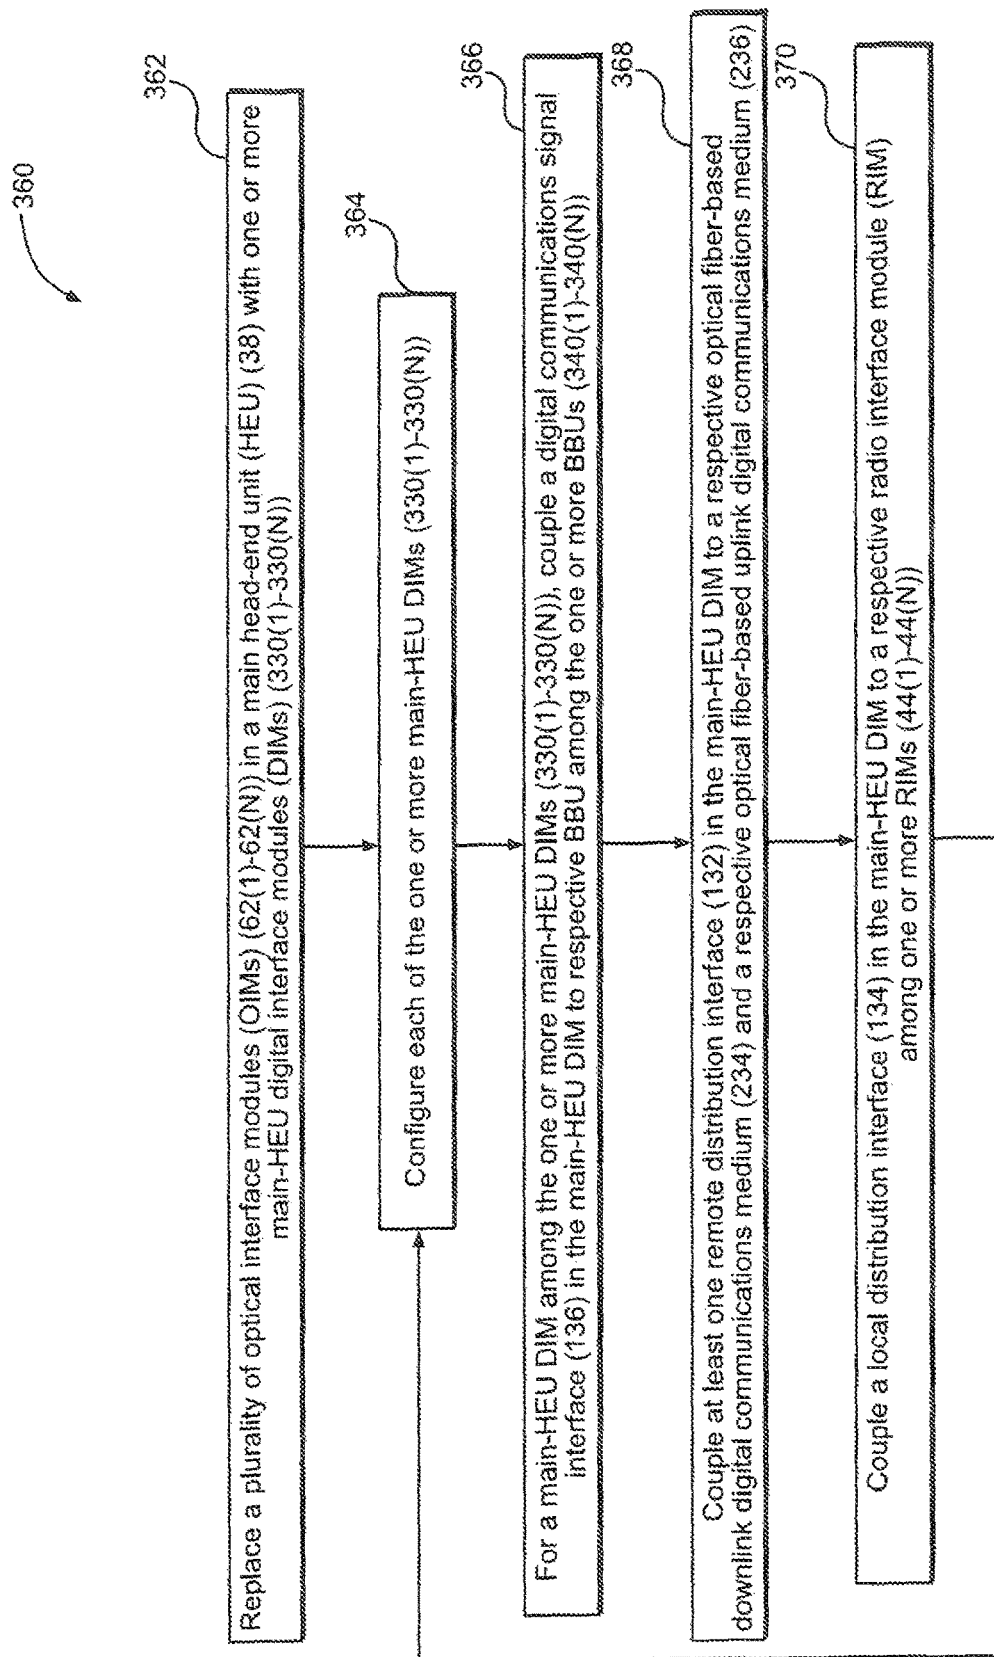 360
362
Replace a plurality of optical interface modules (OIMs) (62(1)-62(N)) in a main head-end unit (HEU) (38) with one or more
main-HEU digital interface modules (DIMs) (330(1)-330(N))
364
Configure each of the one or more main-HEU DIMs (330(1)-330(N))
366
For a main-HEU DIM among the one or more main-HEU DIMs (330(1)-330(N)), couple a digital communications signal
interface (136) in the main-HEU DIM to respective BBU among the one or more BBUs (340(1)-340(N))
368
Couple at least one remote distribution interface (132) in the main-HEU DIM to a respective optical fiber-based
downlink digital communications medium (234) and a respective optical fiber-based uplink digital communications medium (236)
370
Couple a local distribution interface (134) in the main-HEU DIM to a respective radio interface module (RIM)
among one or more RIMs (44(1)-44(N))